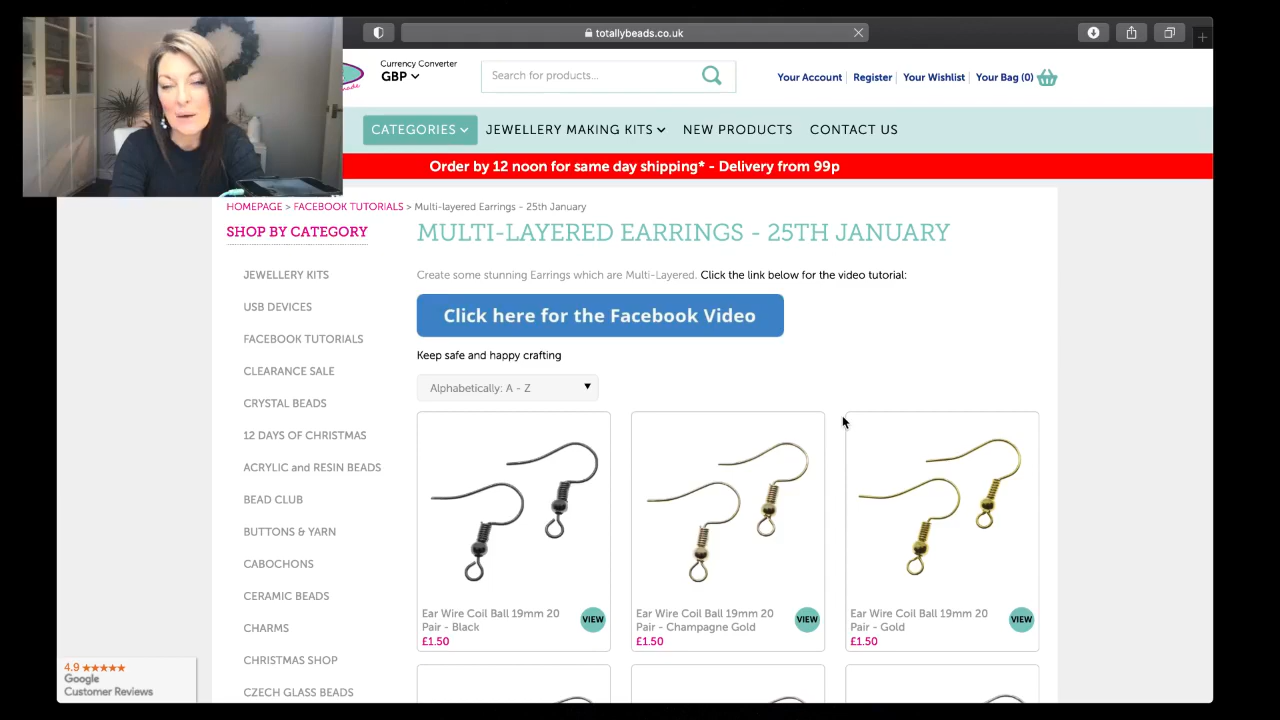 totallybeads.co.uk
Currency Converter
GBP
Search for products...
Your Account Register Your Wishlist Your Bag (0)
CATEGORIES JEWELLERY MAKING KITS NEW PRODUCTS CONTACT US
Order by 12 noon for same day shipping* - Delivery from 99p
HOMEPAGE > FACEBOOK TUTORIALS > Multi-layered Earrings - 25th January
SHOP BY CATEGORY
JEWELLERY KITS
USB DEVICES
FACEBOOK TUTORIALS
CLEARANCE SALE
CRYSTAL BEADS
12 DAYS OF CHRISTMAS
ACRYLIC and RESIN BEADS
BEAD CLUB
BUTTONS & YARN
CABOCHONS
CERAMIC BEADS
CHARMS
CHRISTMAS SHOP
CZECH GLASS BEADS
MULTI-LAYERED EARRINGS - 25TH JANUARY
Create some stunning Earrings which are Multi-Layered. Click the link below for the video tutorial:
Click here for the Facebook Video
Keep safe and happy crafting
Alphabetically: A - Z
Ear Wire Coil Ball 19mm 20
Pair - Black
£1.50
VIEW
Ear Wire Coil Ball 19mm 20
Pair - Champagne Gold
£1.50
VIEW
Ear Wire Coil Ball 19mm 20
Pair - Gold
£1.50
VIEW
4.9
Google
Customer Reviews